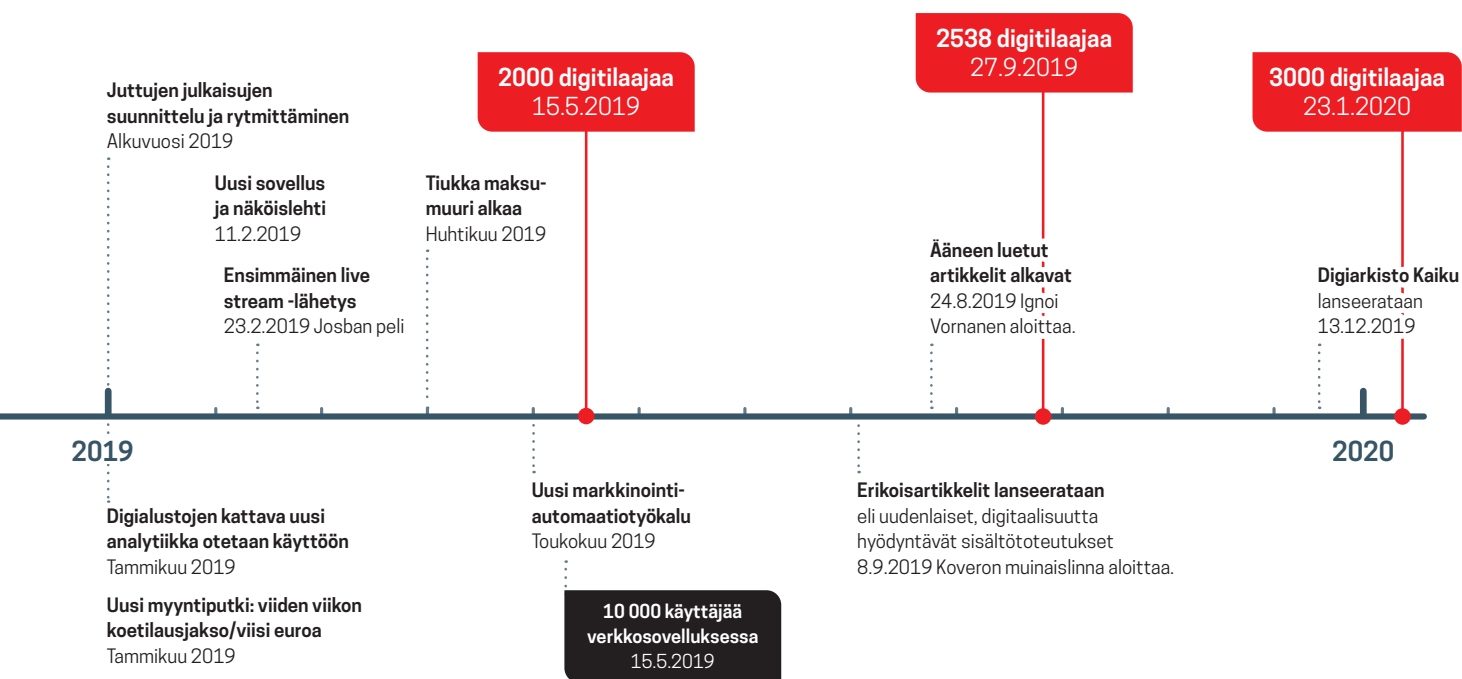 2538 digitilaajaa
27.9.2019
2000 digitilaajaa
15.5.2019
3000 digitilaajaa
23.1.2020
Juttujen julkaisujen
suunnittelu ja rytmittäminen
Alkuvuosi 2019
Uusi sovellus
ja näköislehti
11.2.2019
Tiukka maksu-
muuri alkaa
Huhtikuu 2019
Ensimmäinen live
stream -lähetys
23.2.2019 Josban peli
Ääneen luetut
artikkelit alkavat
24.8.2019 Ignoi
Vornanen aloittaa.
Digiarkisto Kaiku
lanseerataan
13.12.2019
2019
2020
Digialustojen kattava uusi
analytiikka otetaan käyttöön
Tammikuu 2019
Uusi myyntiputki: viiden viikon
koetilausjakso/viisi euroa
Tammikuu 2019
Uusi markkinointi-
automaatiotyökalu
Toukokuu 2019
10 000 käyttäjää
verkkosovelluksessa
15.5.2019
Erikoisartikkelit lanseerataan
eli uudenlaiset, digitaalisuutta
hyödyntävät sisältötoteutukset
8.9.2019 Koveron muinaislinna aloittaa.